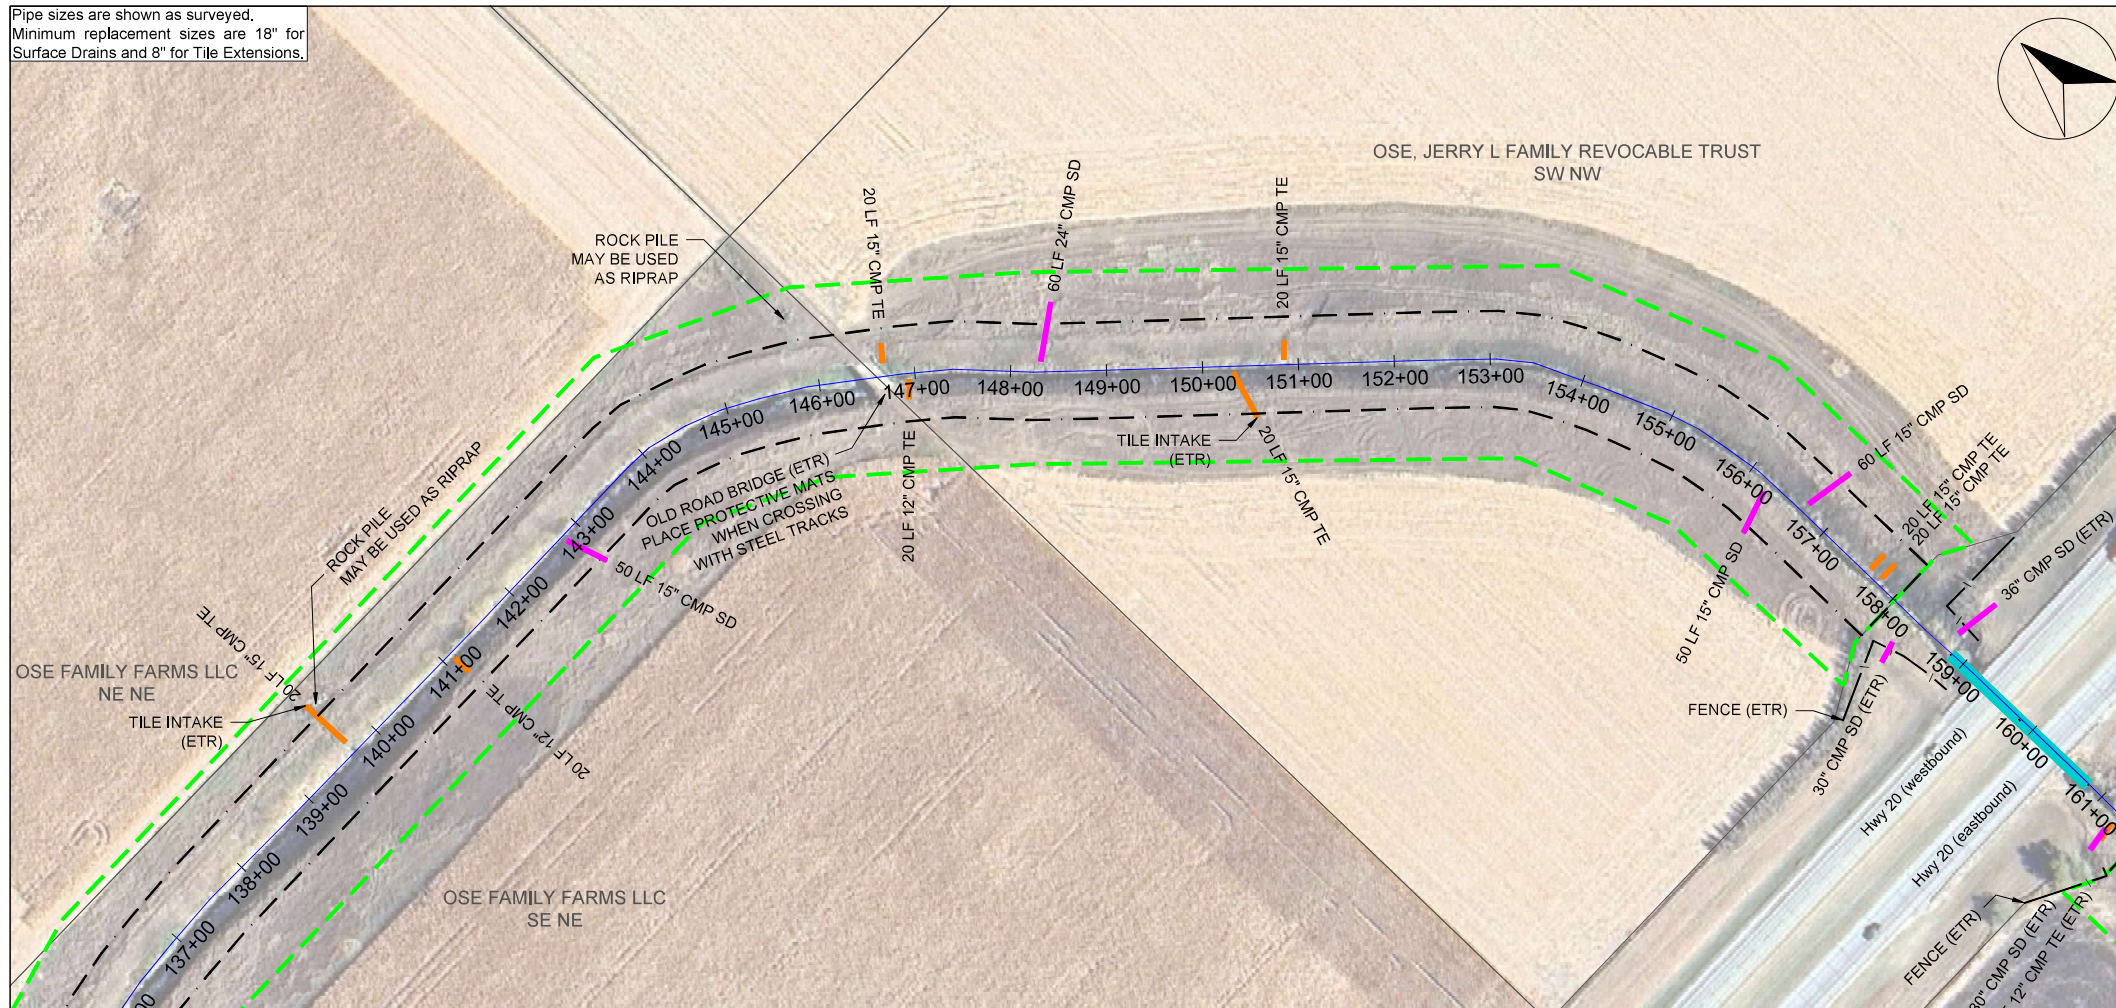 Pipe sizes are shown as surveyed.
Minimum replacement sizes are 18" for
Surface Drains and 8" for Tile Extensions.
OSE, JERRY L FAMILY REVOCABLE TRUST
SW NW
ROCK PILE
MAY BE USED
AS RIPRAP
20 LF 15" CMP TE
60 LF 24" CMP SD
20 LF 15" CMP TE
146+00
147+00
148+00
149+00
150+00
151+00
152+00
153+00
154+00
155+00
156+00
157+00
158+00
159+00
160+00
161+00
145+00
144+00
143+00
142+00
141+00
140+00
139+00
138+00
137+00
TILE INTAKE
(ETR)
20 LF 15" CMP TE
60 LF 15" CMP SD
20 LF 15" CMP TE
20 LF 15" CMP TE
36" CMP SD (ETR)
OLD ROAD BRIDGE (ETR)
PLACE PROTECTIVE MATS
WHEN CROSSING
WITH STEEL TRACKS
20 LF 12" CMP TE
ROCK PILE
MAY BE USED AS RIPRAP
50 LF 15" CMP SD
50 LF 15" CMP SD
20 LF 15" CMP TE
OSE FAMILY FARMS LLC
NE NE
TILE INTAKE
(ETR)
20 LF 12" CMP TE
FENCE (ETR)
30" CMP SD (ETR)
Hwy 20 (westbound)
Hwy 20 (eastbound)
OSE FAMILY FARMS LLC
SE NE
FENCE (ETR)
30" CMP SD (ETR)
12" CMP TE (ETR)